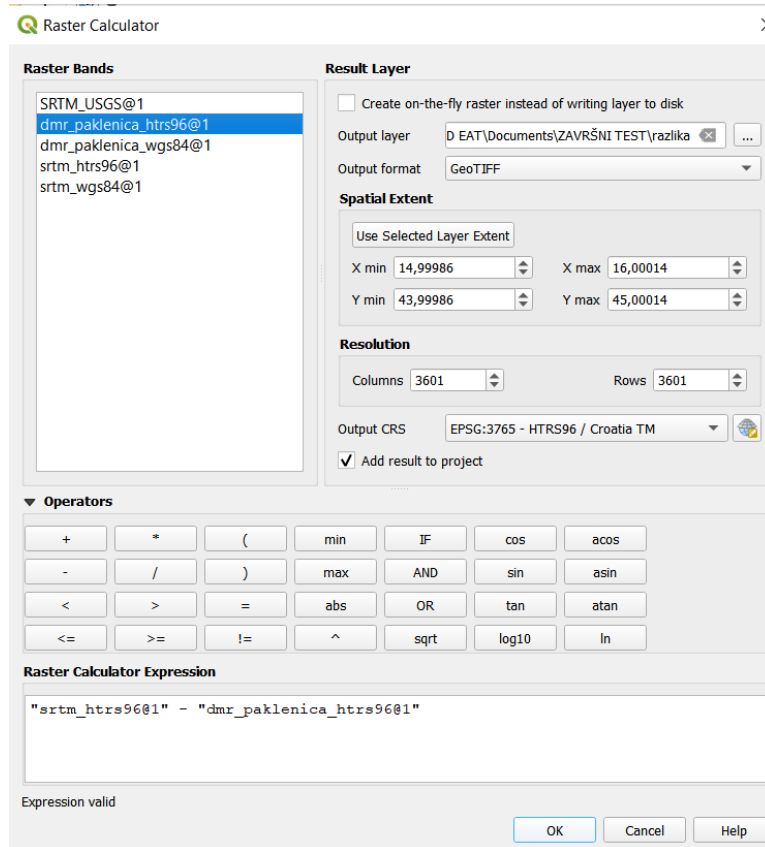 Raster Calculator
Raster Bands
SRTM_USGS@1
dmr_paklenica_htrs96@1
dmr_paklenica_wgs84@1
srtm_htrs96@1
srtm_wgs84@1
Result Layer
Create on-the-fly raster instead of writing layer to disk
Output layer D EAT\Documents\ZAVRŠNI TEST\razlika ...
Output format GeoTIFF
Spatial Extent
Use Selected Layer Extent
X min 14,99986 X max 16,00014
Y min 43,99986 Y max 45,00014
Resolution
Columns 3601 Rows 3601
Output CRS EPSG:3765 - HTRS96 / Croatia TM
Add result to project
Operators
+ * ( min IF cos acos
- / ) max AND sin asin
< > = abs OR tan atan
<= >= != ^ sqrt log10 ln
Raster Calculator Expression
"srtm_htrs96@1" - "dmr_paklenica_htrs96@1"
Expression valid
OK Cancel Help